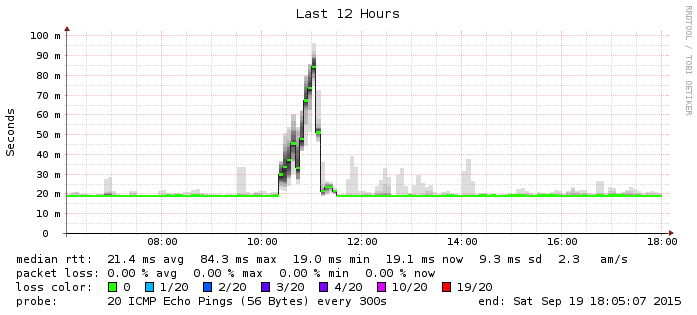 Last 12 Hours
RRDTOOL / TOBI OETIKER
Seconds
100 m
90 m
80 m
70 m
60 m
50 m
40 m
30 m
20 m
10 m
0
08:00 10:00 12:00 14:00 16:00 18:00
median rtt: 21.4 ms avg 84.3 ms max 19.0 ms min 19.1 ms now 9.3 ms sd 2.3 am/s
packet loss: 0.00 % avg 0.00 % max 0.00 % min 0.00 % now
loss color: 0 1/20 2/20 3/20 4/20 10/20 19/20
probe: 20 ICMP Echo Pings (56 Bytes) every 300s end: Sat Sep 19 18:05:07 2015